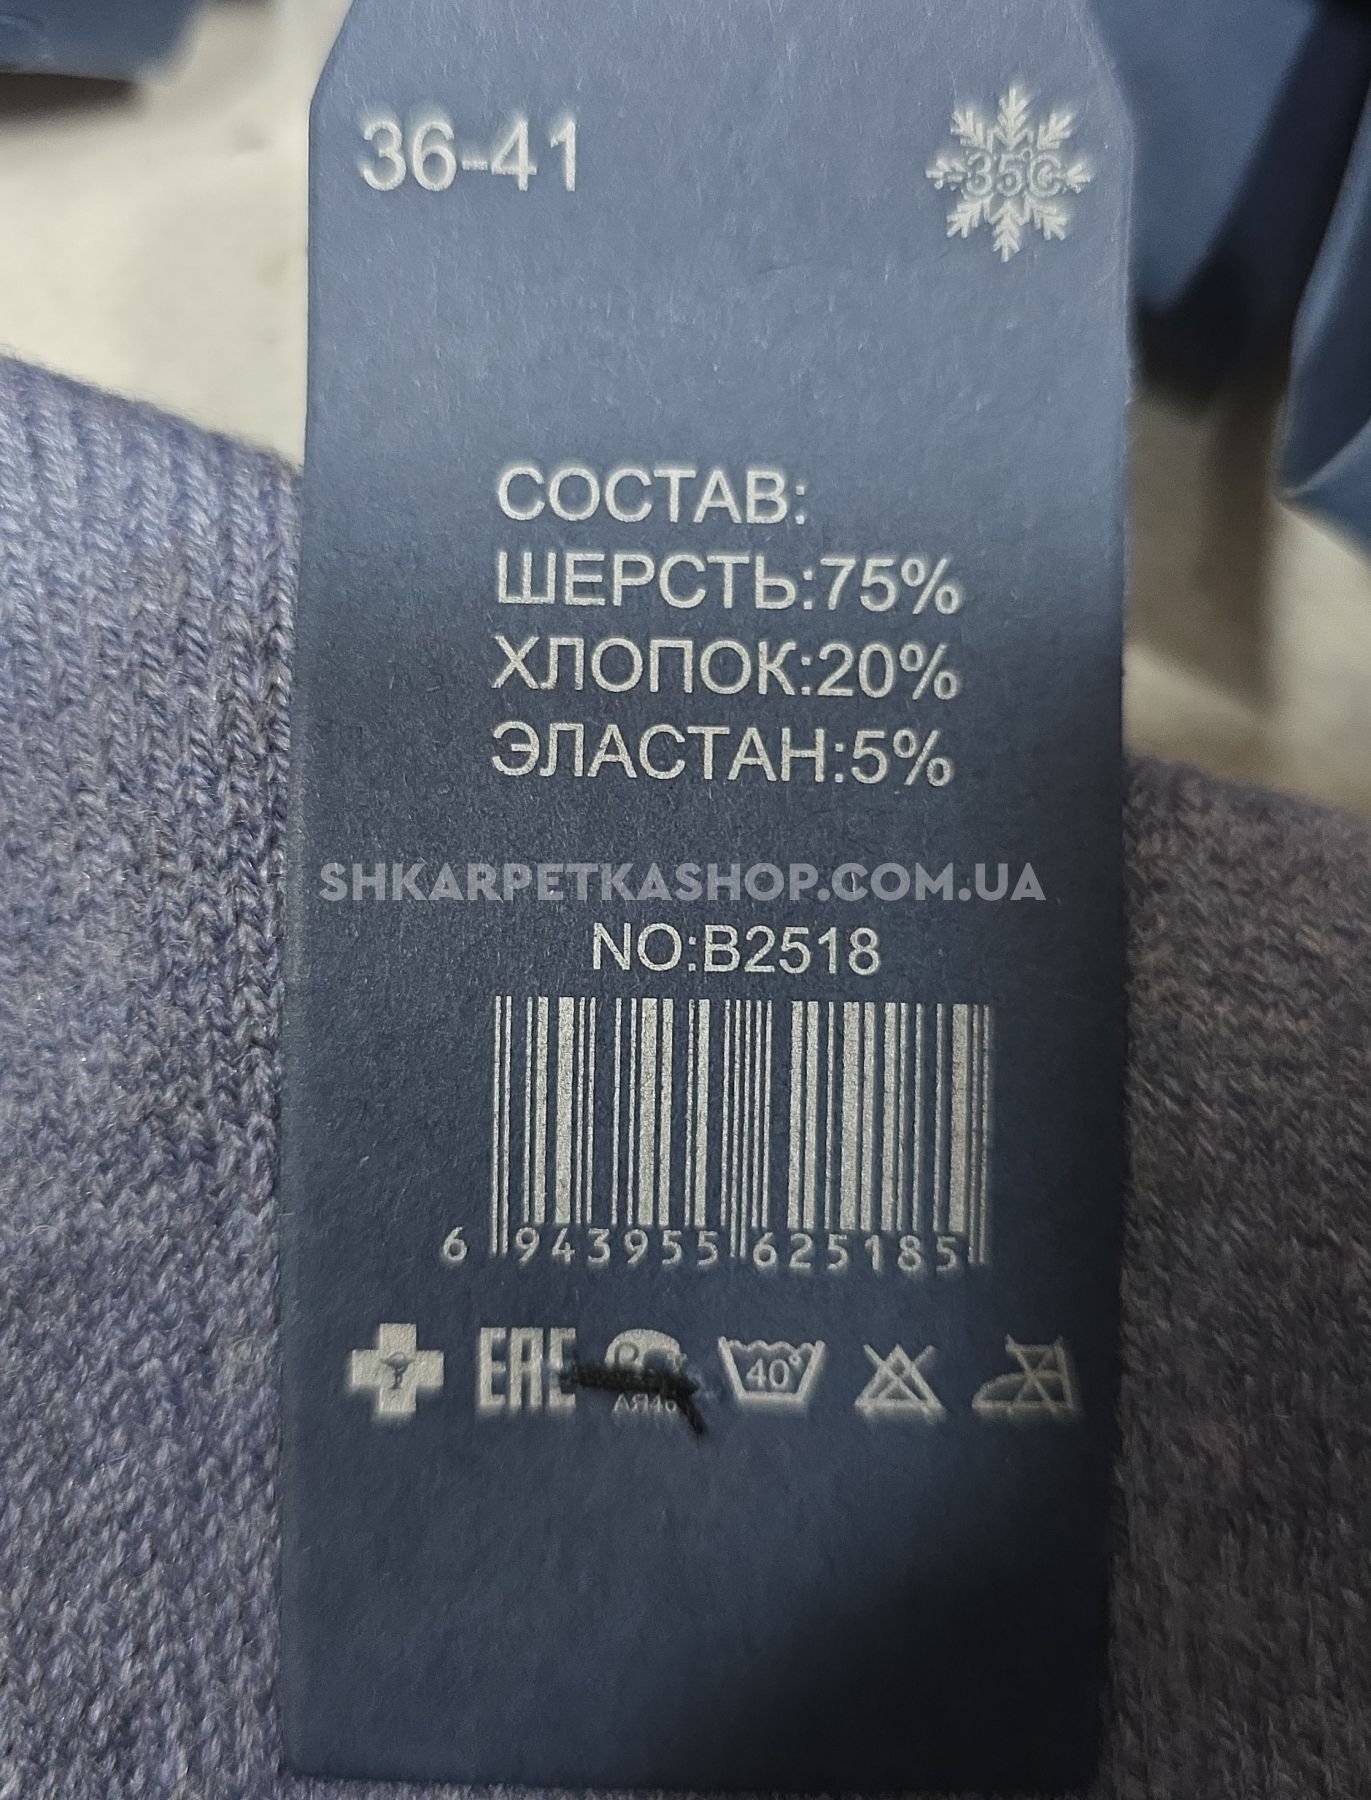 36-41
-35°C
СОСТАВ:
ШЕРСТЬ:75%
ХЛОПОК:20%
ЭЛАСТАН:5%
SHKARPETKASHOP.COM.UA
NO:B2518
6 943955 625185
EAC
40°